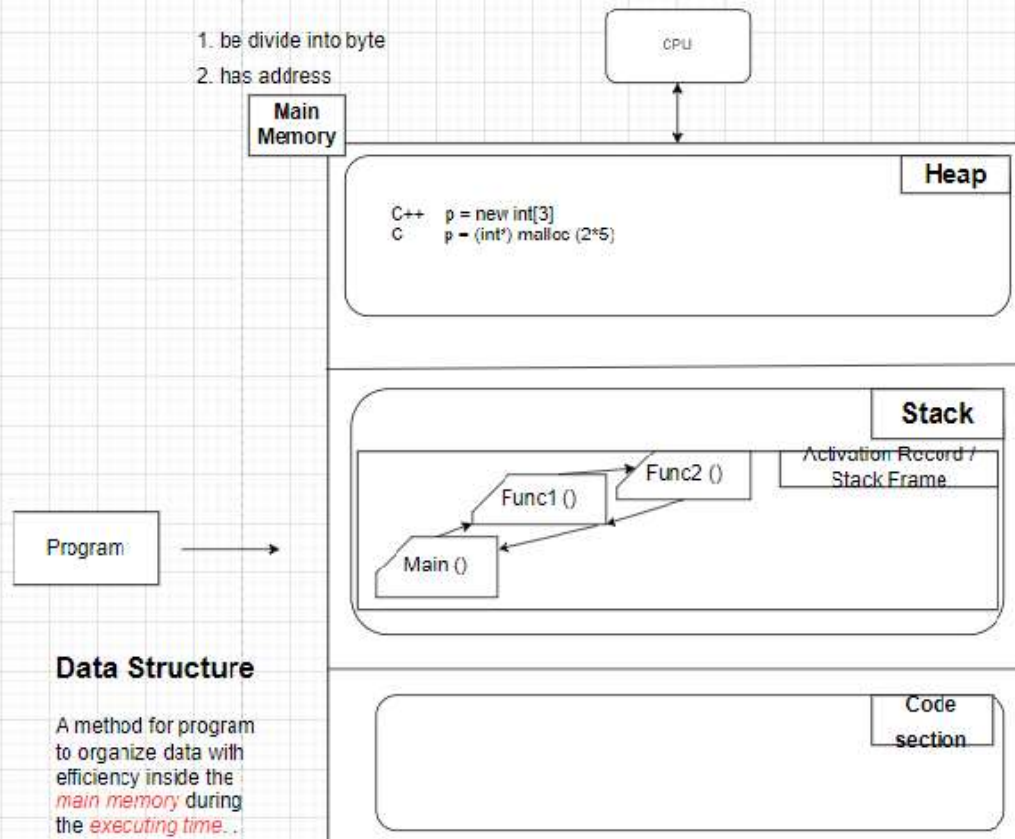 1. be divide into byte
2. has address
CPU
Main
Memory
Heap
C++ p = new int[3]
C p = (int*) malloc (2*5)
Stack
Activation Record /
Stack Frame
Func2 ()
Func1 ()
Main ()
Program
Data Structure
A method for program
to organize data with
efficiency inside the
main memory during
the executing time. .
Code
section